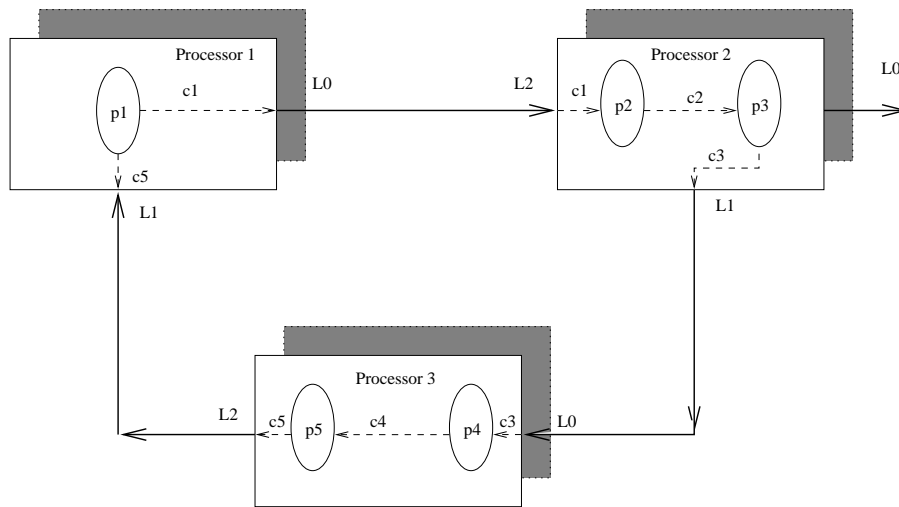 Processor 1
p1
c1
c5
L0
L2
L1
Processor 2
c1
p2
c2
p3
c3
L0
L1
Processor 3
L2
c5
p5
c4
p4
c3
L0